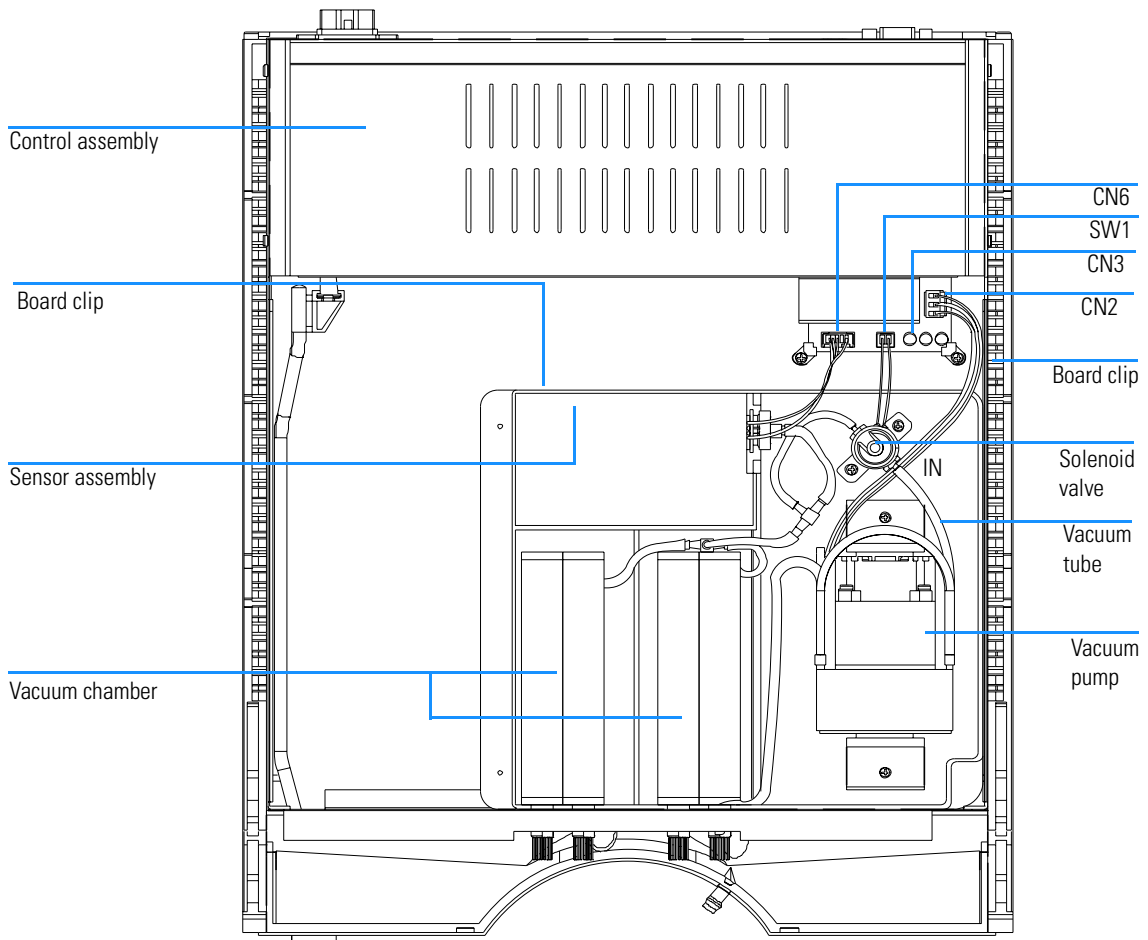 Control assembly
CN6
SW1
CN3
Board clip
CN2
Board clip
Sensor assembly
IN
Solenoid
valve
Vacuum
tube
Vacuum chamber
Vacuum
pump